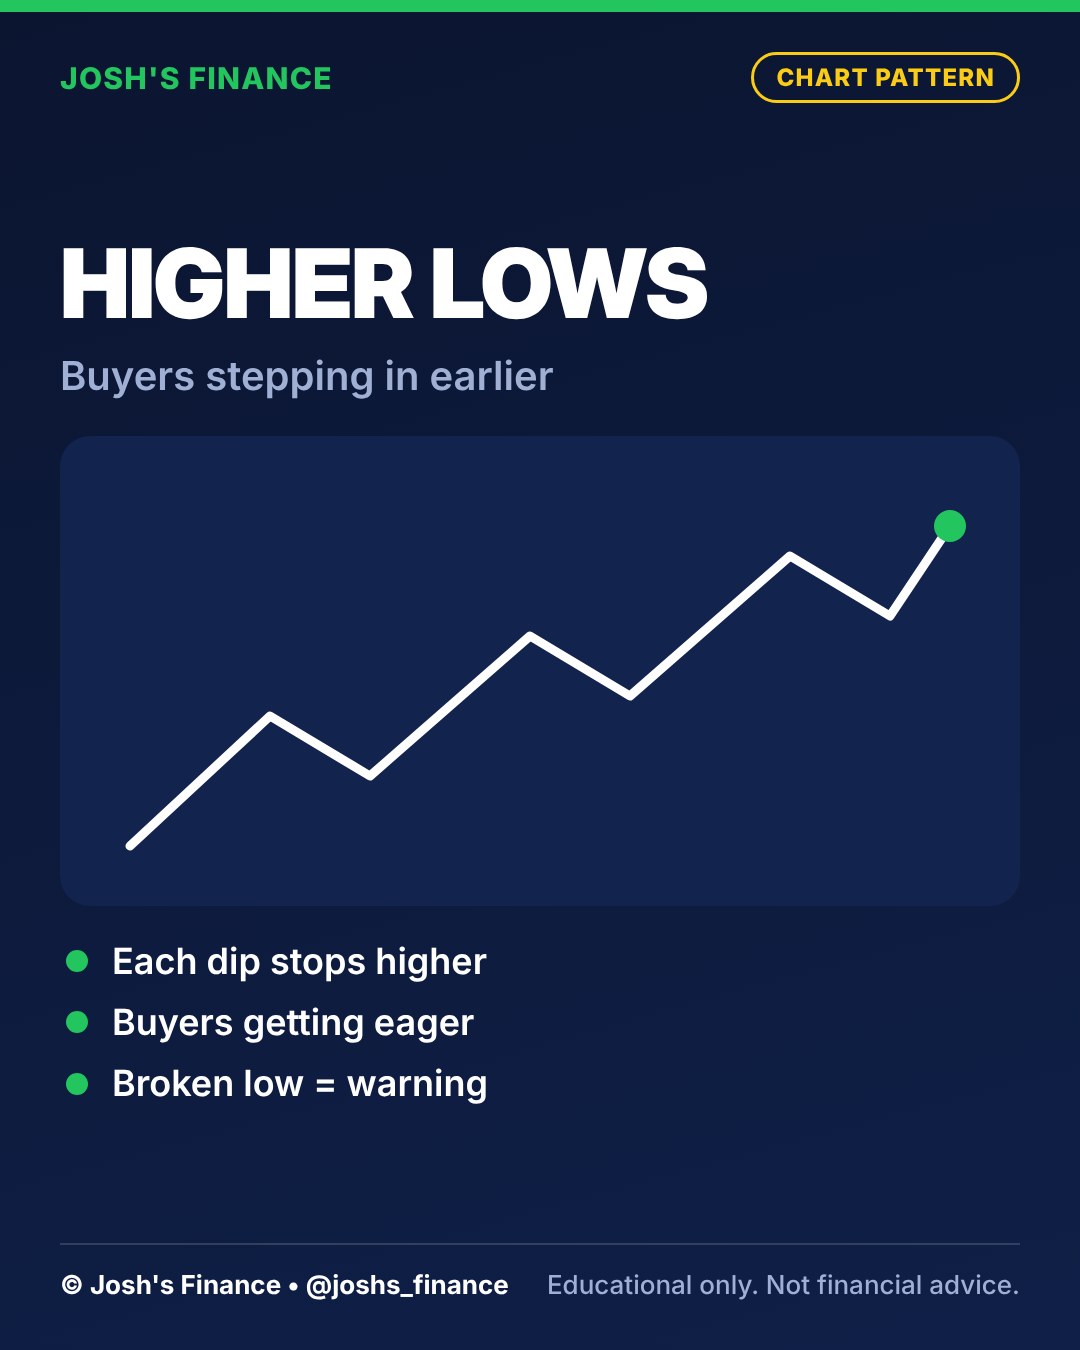 JOSH'S FINANCE
CHART PATTERN
HIGHER LOWS
Buyers stepping in earlier
Each dip stops higher
Buyers getting eager
Broken low = warning
© Josh's Finance • @joshs_finance
Educational only. Not financial advice.